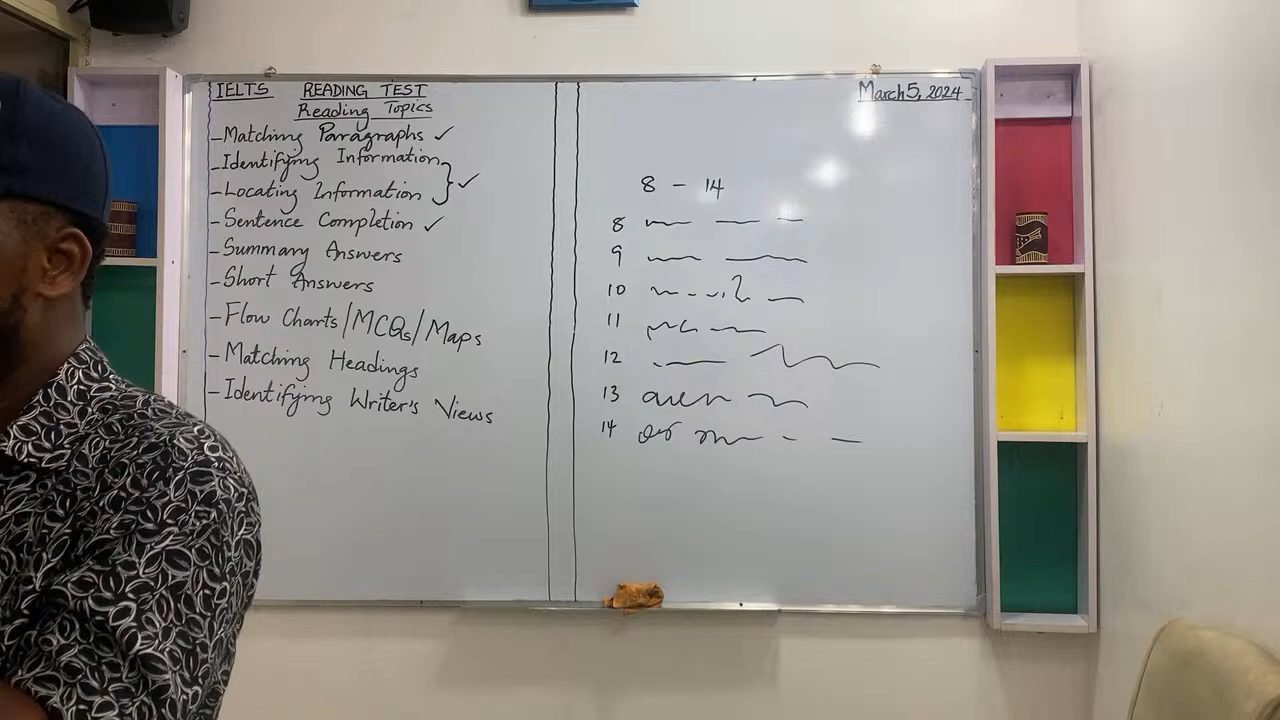 IELTS READING TEST
Reading Topics
- Matching Paragraphs ✓
- Identifying Information
- Locating Information ✓
- Sentence Completion ✓
- Summary Answers
- Short Answers
- Flow Charts/MCQs/Maps
- Matching Headings
- Identifying Writer's Views
March 5, 2024
8 - 14
8
9
10
11
12
13
14